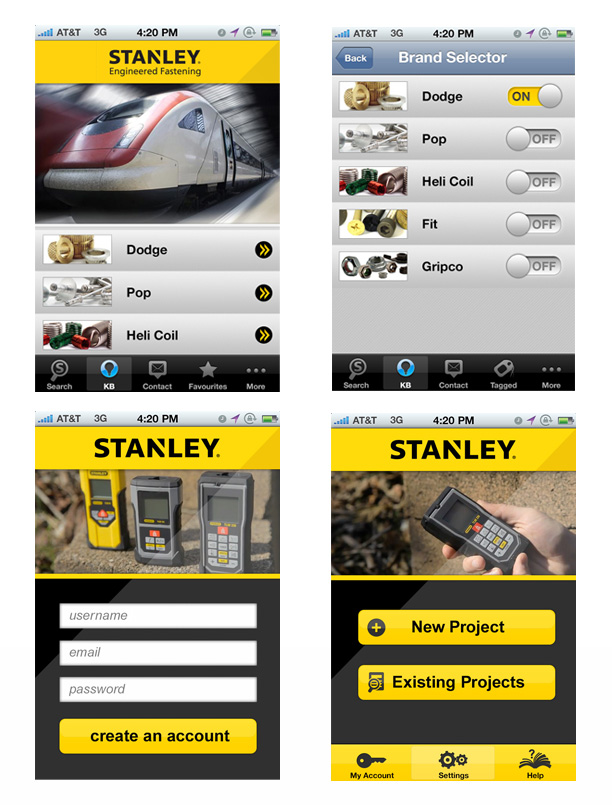 AT&T 3G 4:20 PM
STANLEY®
Engineered Fastening
Dodge
Pop
Heli Coil
Search KB Contact Favourites More
AT&T 3G 4:20 PM
Back Brand Selector
Dodge ON
Pop OFF
Heli Coil OFF
Fit OFF
Gripco OFF
Search KB Contact Tagged More
AT&T 3G 4:20 PM
STANLEY®
username
email
password
create an account
AT&T 3G 4:20 PM
STANLEY®
New Project
Existing Projects
My Account Settings Help